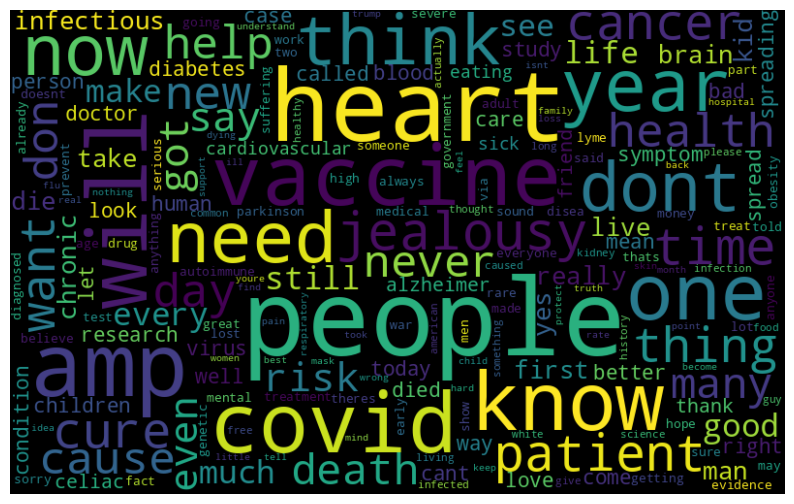 infectious
case
going
understand
trump
severe
actually
isnt
cancer
kid
spreading
part
now
help
think
see
life
brain
work
two
study
bad
hospital
person
diabetes
called
blood
eating
adult
family
doesnt
make
new
suffering
healthy
heart
year
already
don
doctor
say
dying
care
government
loss
lyme
health
take
got
cardiovascular
someone
sick
long
friend
said
symptom
please
obesity
serious
prevent
will
vaccine
feel
back
die
flu
nothing
human
ill
high
always
via
dont
spread
want
real
look
support
common
parkinson
medical
thought
sound
disea
live
money
treat
told
age
drug
anything
need
jealousy
everyone
kidney
mean
time
diagnosed
chronic
let
day
autoimmune
still
never
caused
really
thats
infection
skin
month
anyone
test
every
youre
find
alzheimer
rare
yes
one
believe
research
great
lost
people
war
made
men
protect
truth
rate
history
thing
lot
food
amp
virus
women
pain
respiratory
took
american
something
point
become
risk
best
mask
today
child
first
better
condition
children
well
theres
wrong
died
hard
know
many
guy
idea
cure
even
genetic
mental
treatment
covid
early
show
white
science
thank
hope
good
cause
free
mind
way
patient
sure
right
may
sorry
celiac
fact
much
little
tell
death
living
infected
cant
keep
love
give
come
getting
man
evidence